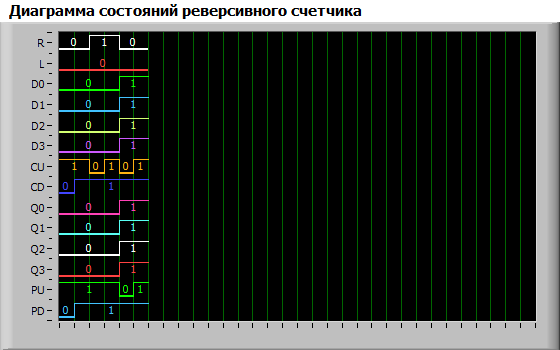 Диаграмма состояний реверсивного счетчика
R 0 1 0
L 0
D0 0 1
D1 0 1
D2 0 1
D3 0 1
CU 1 0 1 0 1
CD 0 1
Q0 0 1
Q1 0 1
Q2 0 1
Q3 0 1
PU 1 0 1
PD 0 1